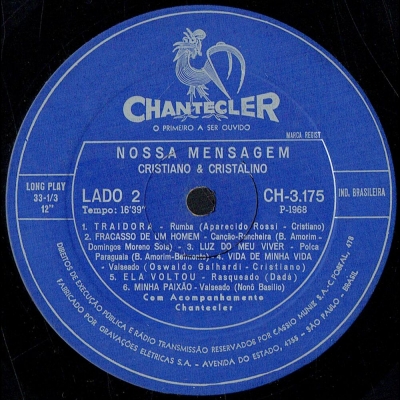 CHANTECLER
O PRIMEIRO A SER OUVIDO
MARCA REGIST.
NOSSA MENSAGEM
CRISTIANO & CRISTALINO
LONG PLAY
33-1/3
12"
LADO 2
Tempo: 16'39"
CH-3.175
P-1968
IND. BRASILEIRA
1. TRAIDORA - Rumba (Aparecido Rossi - Cristiano)
2. FRACASSO DE UM HOMEM - Canção-Rancheira (B. Amorim -
Domingos Moreno Sola) - 3. LUZ DO MEU VIVER - Polca
Paraguaia (B. Amorim-Belmonte) - 4. VIDA DE MINHA VIDA
- Valseado (Oswaldo Galhardi - Cristiano)
5. ELA VOLTOU - Rasqueado (Dadá)
6. MINHA PAIXÃO - Valseado (Nonô Basílio)
Com Acompanhamento
Chantecler
DIREITOS DE EXECUÇÃO PÚBLICA E RÁDIO TRANSMISSÃO RESERVADOS POR CASSIO MUNIZ S.A. - C. POSTAL, 478
FABRICADO POR GRAVAÇÕES ELÉTRICAS S.A. - AVENIDA DO ESTADO, 4755 - SÃO PAULO - BRASIL